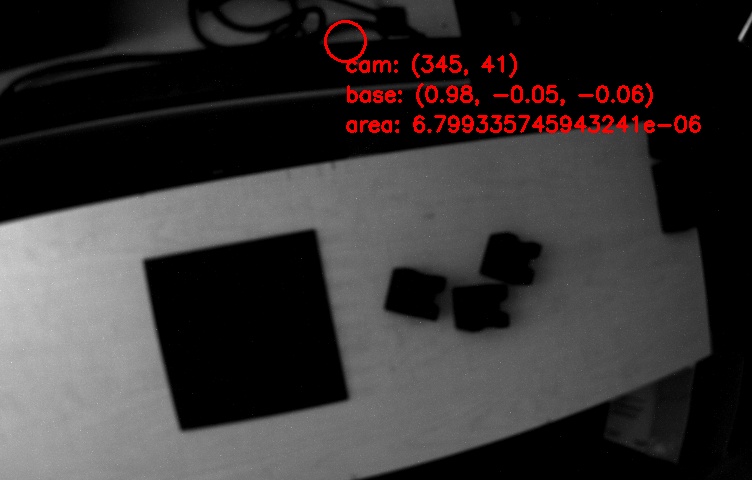 cam: (345, 41)
base: (0.98, -0.05, -0.06)
area: 6.799335745943241e-06